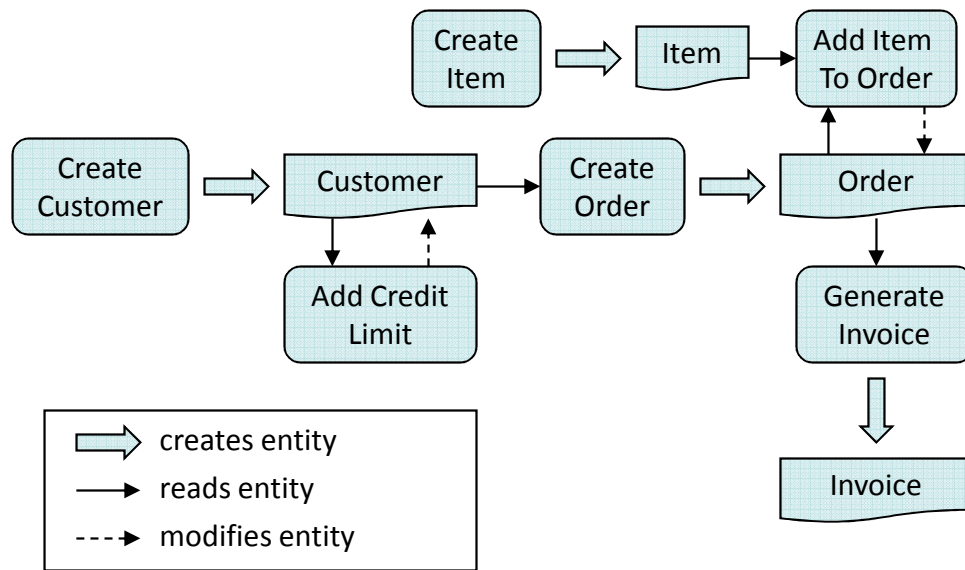 Create
Item
Item
Add Item
To Order
Create
Customer
Customer
Create
Order
Order
Add Credit
Limit
Generate
Invoice
creates entity
reads entity
modifies entity
Invoice